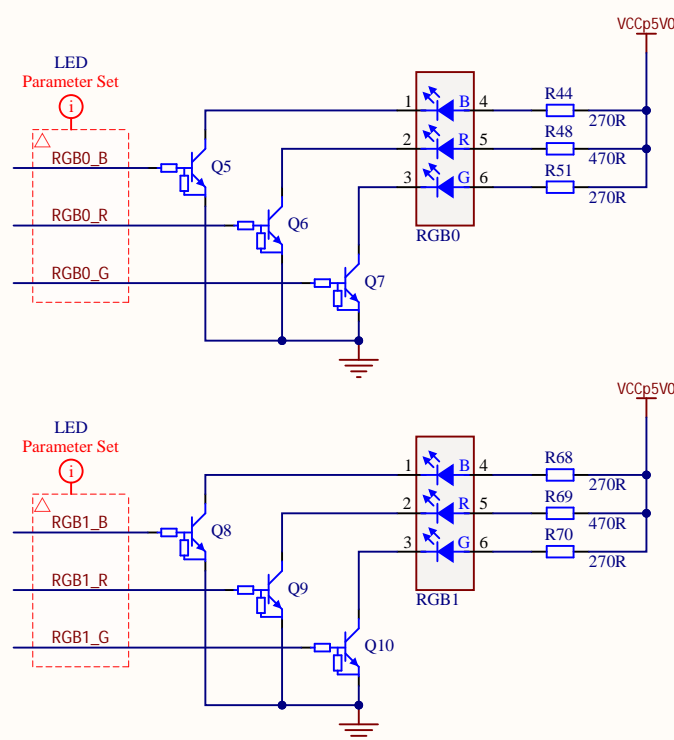 VCCp5V0
LED
Parameter Set
i
RGB0_B
Q5
RGB0_R
Q6
RGB0_G
Q7
1 B 4 R44 270R
2 R 5 R48 470R
3 G 6 R51 270R
RGB0
VCCp5V0
LED
Parameter Set
i
RGB1_B
Q8
RGB1_R
Q9
RGB1_G
Q10
1 B 4 R68 270R
2 R 5 R69 470R
3 G 6 R70 270R
RGB1